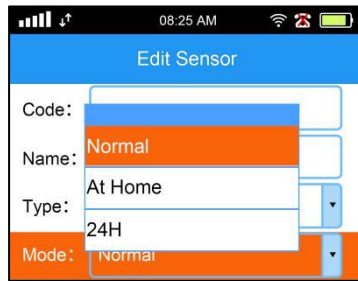 08:25 AM
Edit Sensor
Code:
Name:
Normal
At Home
Type:
24H
Mode: Normal